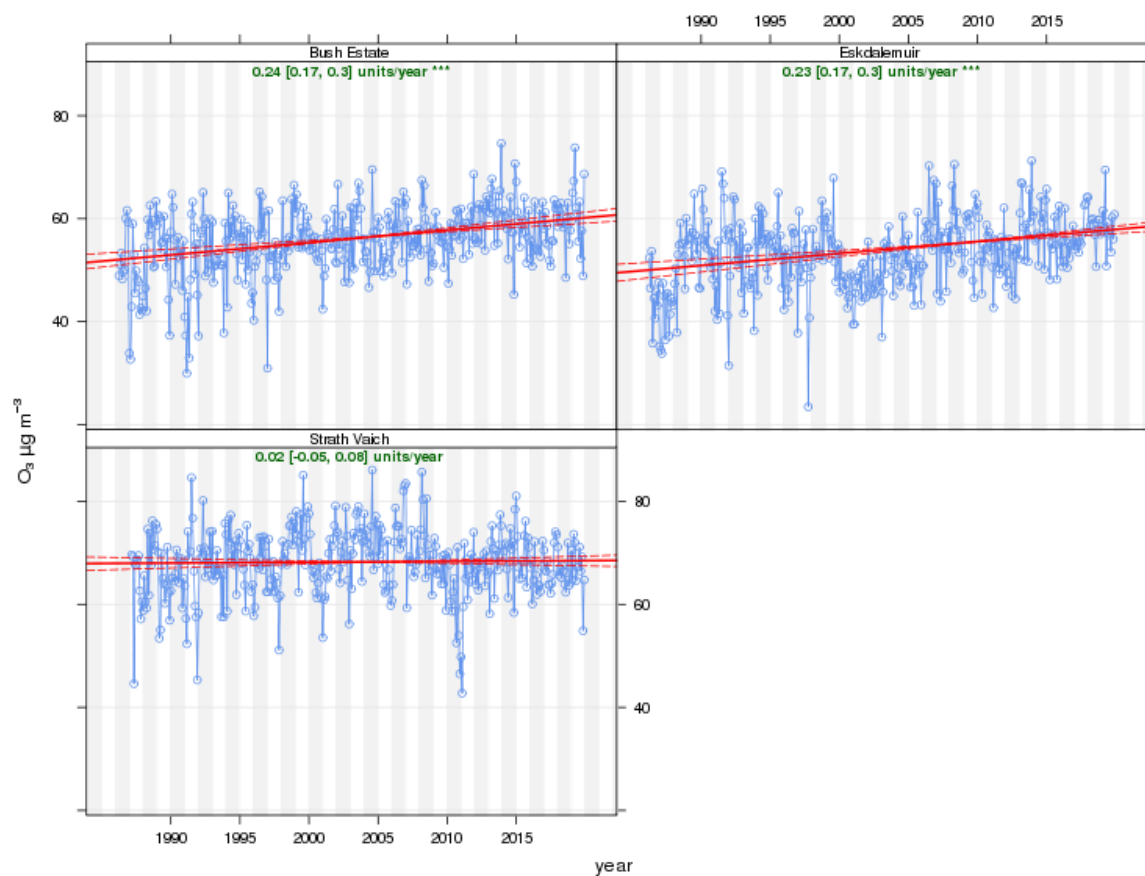 1990 1995 2000 2005 2010 2015
Bush Estate
Eskdalemuir
0.24 [0.17, 0.3] units/year ***
0.23 [0.17, 0.3] units/year ***
80
60
40
O₃ µg m⁻³
Strath Vaich
0.02 [-0.05, 0.08] units/year
80
60
40
1990 1995 2000 2005 2010 2015
year